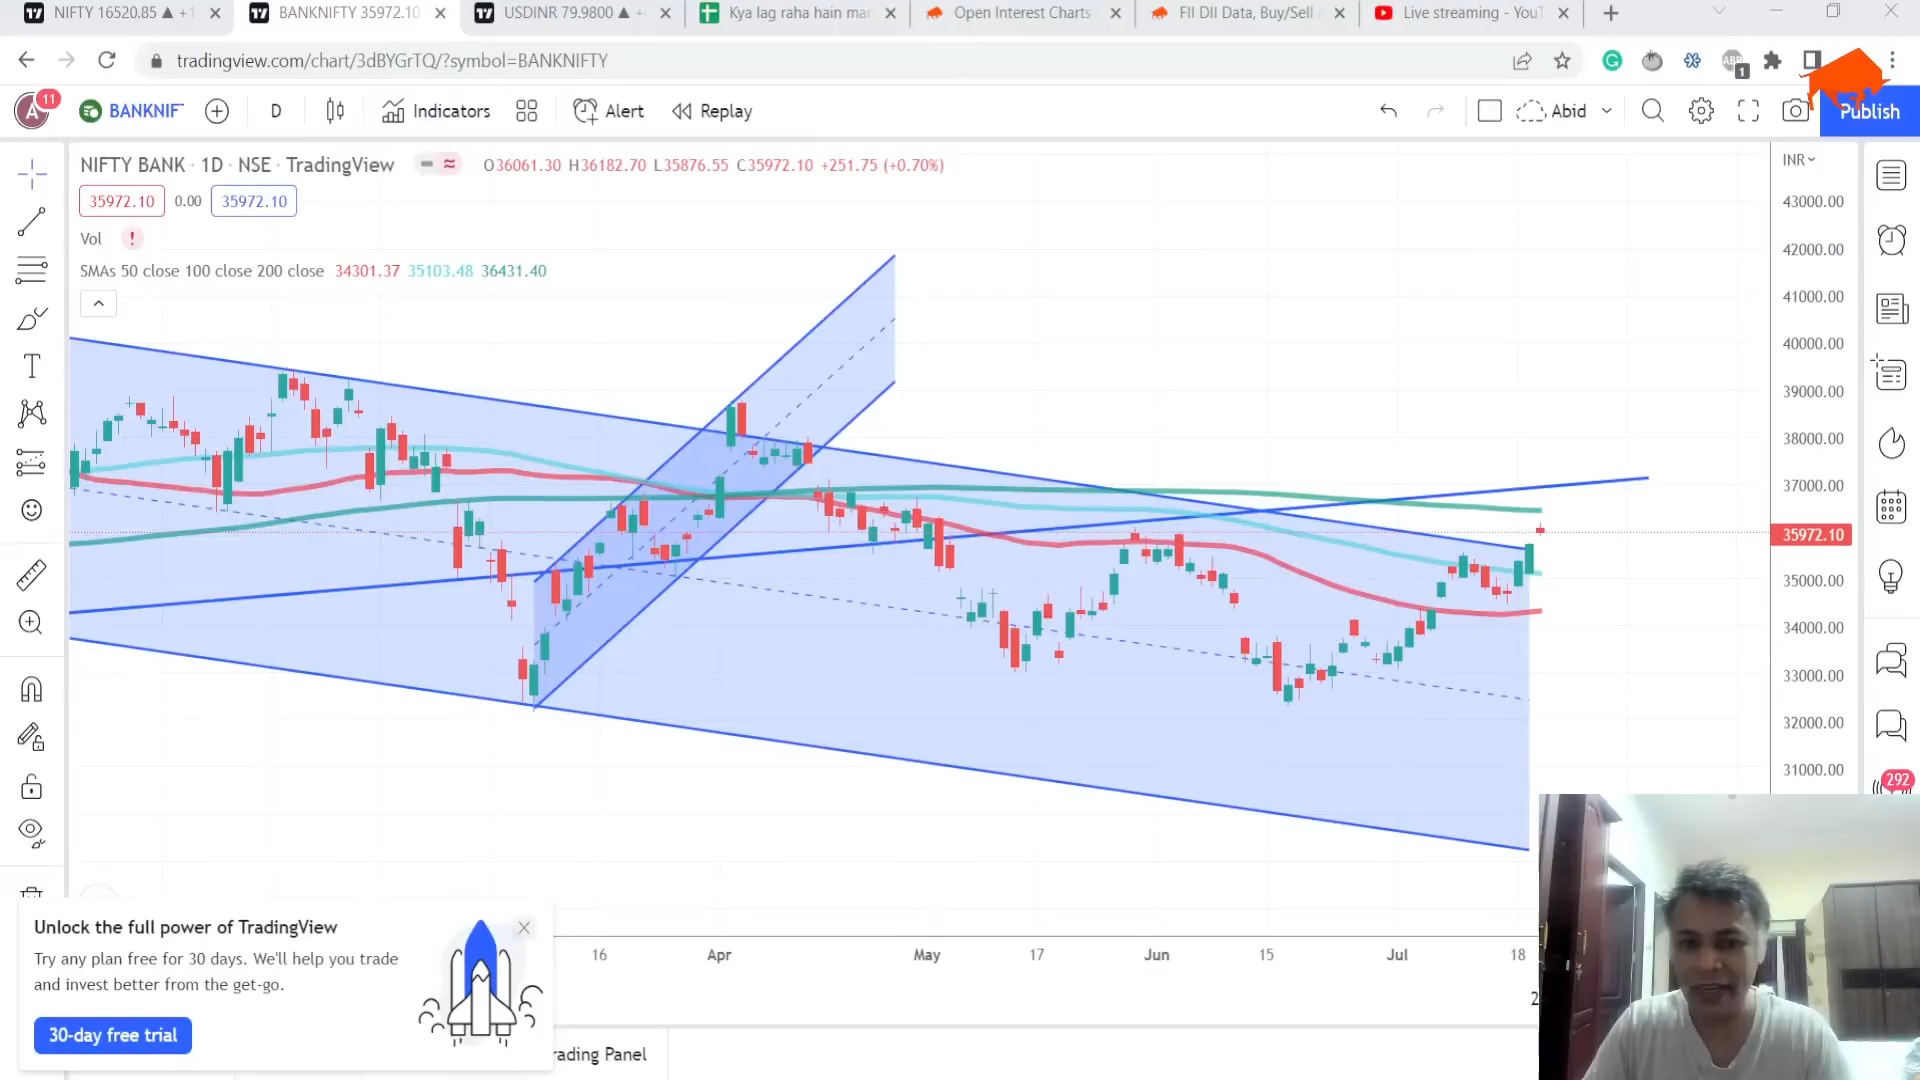 NIFTY 16520.85 ▲ +1
BANKNIFTY 35972.10
USDINR 79.9800 ▲ +
Kya lag raha hain mar
Open Interest Charts
FII DII Data, Buy/Sell
Live streaming - YouT
tradingview.com/chart/3dBYGrTQ/?symbol=BANKNIFTY
1
A
11
BANKNIF
D
Indicators
Alert
Replay
Abid
Publish
NIFTY BANK · 1D · NSE · TradingView
O36061.30 H36182.70 L35876.55 C35972.10 +251.75 (+0.70%)
INR
35972.10
0.00
35972.10
Vol
!
SMAs 50 close 100 close 200 close 34301.37 35103.48 36431.40
43000.00
42000.00
41000.00
40000.00
39000.00
38000.00
37000.00
35972.10
35000.00
34000.00
33000.00
32000.00
31000.00
292
16
Apr
May
17
Jun
15
Jul
18
Unlock the full power of TradingView
Try any plan free for 30 days. We'll help you trade
and invest better from the get-go.
30-day free trial
rading Panel